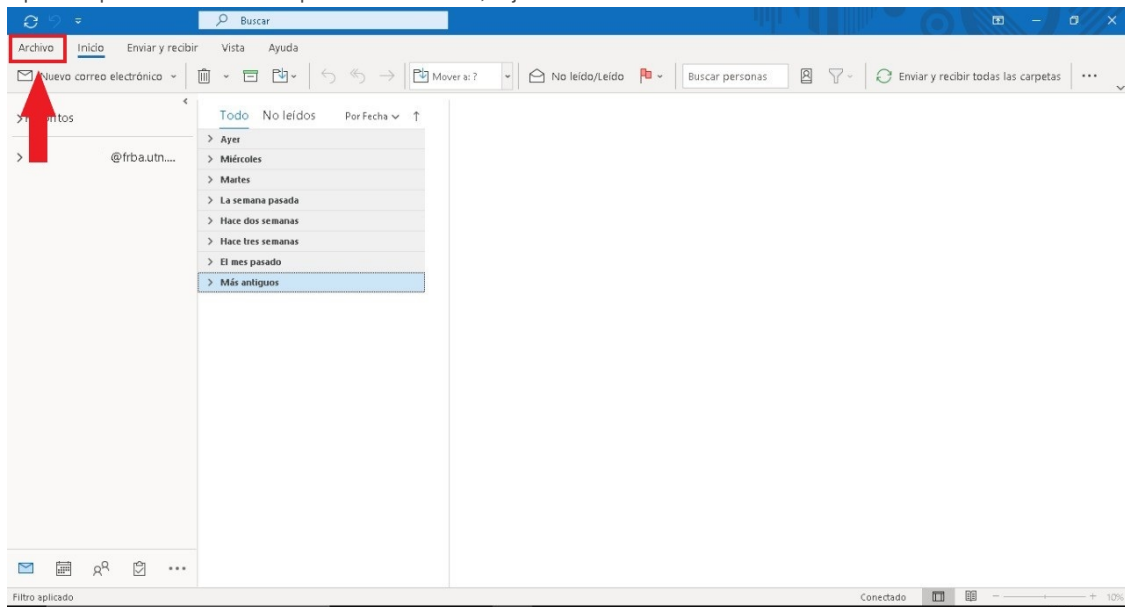 Buscar
Archivo Inicio Enviar y recibir Vista Ayuda
Nuevo correo electrónico Mover a: ? No leído/Leído Buscar personas Enviar y recibir todas las carpetas
Todo No leídos Por Fecha
@frba.utn....
Ayer
Miércoles
Martes
La semana pasada
Hace dos semanas
Hace tres semanas
El mes pasado
Más antiguos
Filtro aplicado Conectado 10%